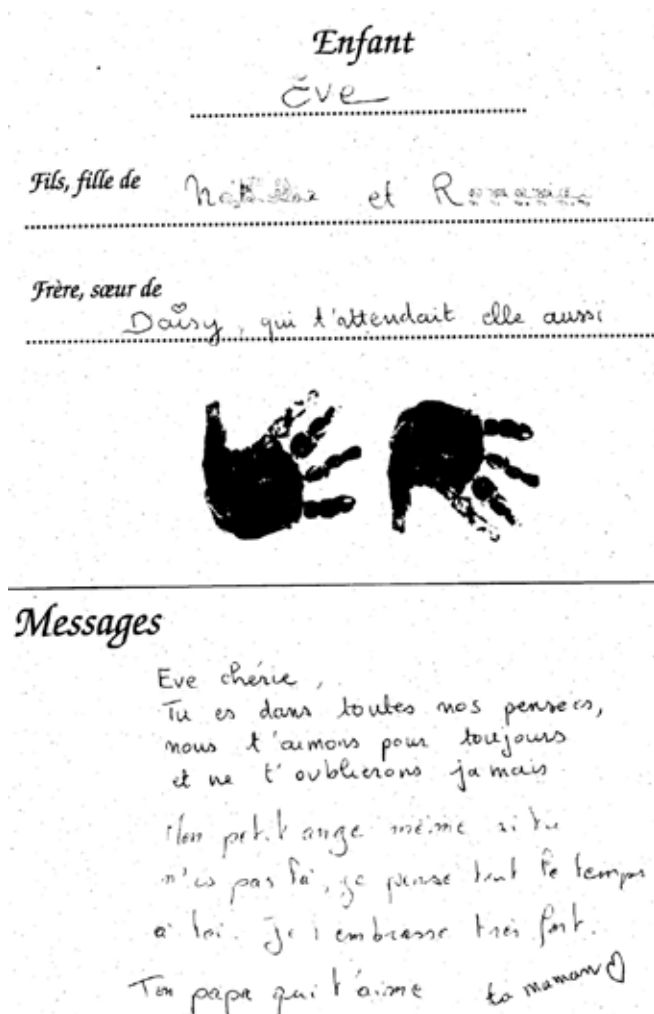 Enfant
Ève
Fils, fille de
et
Frère, sœur de
Daisy, qui t'attendait elle aussi
Messages
Eve chérie,
Tu es dans toutes nos pensées,
nous t'aimons pour toujours
et ne t'oublierons jamais
Mon petit ange même si tu
n'es pas là, je pense tout le temps
à toi. Je t'embrasse très fort.
Ton papa qui t'aime
ta maman